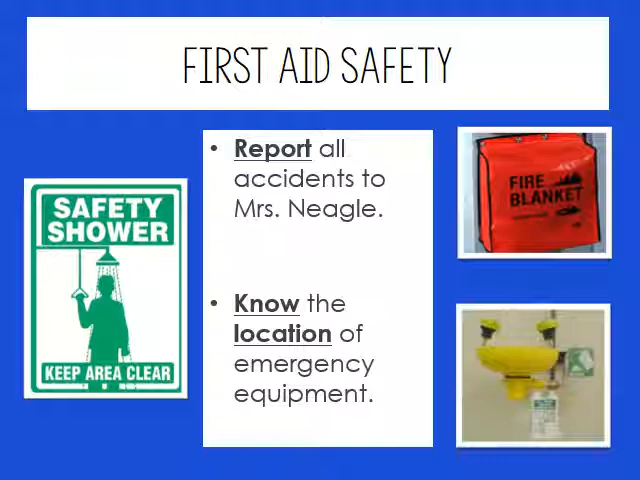 FIRST AID SAFETY
• Report all
accidents to
Mrs. Neagle.
• Know the
location of
emergency
equipment.
SAFETY
SHOWER
KEEP AREA CLEAR
FIRE
BLANKET